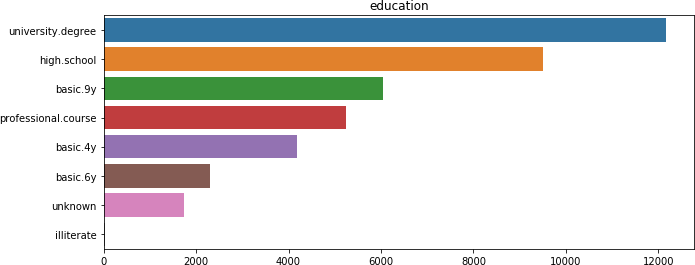 education
university.degree
high.school
basic.9y
professional.course
basic.4y
basic.6y
unknown
illiterate
0 2000 4000 6000 8000 10000 12000